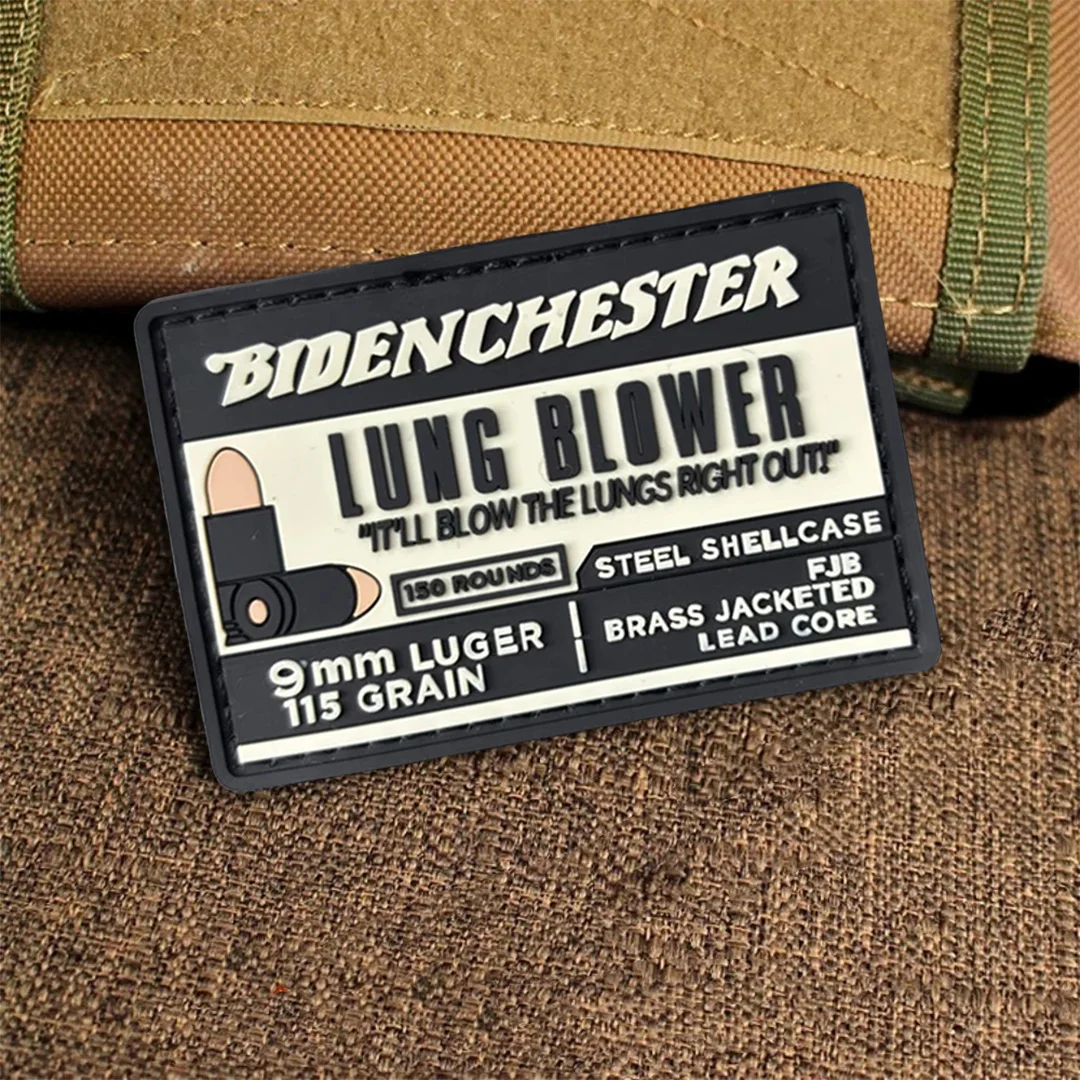 BIDENCHESTER
LUNG BLOWER
"IT'LL BLOW THE LUNGS RIGHT OUT!"
150 ROUNDS
STEEL SHELLCASE
9mm LUGER
115 GRAIN
FJB
BRASS JACKETED
LEAD CORE